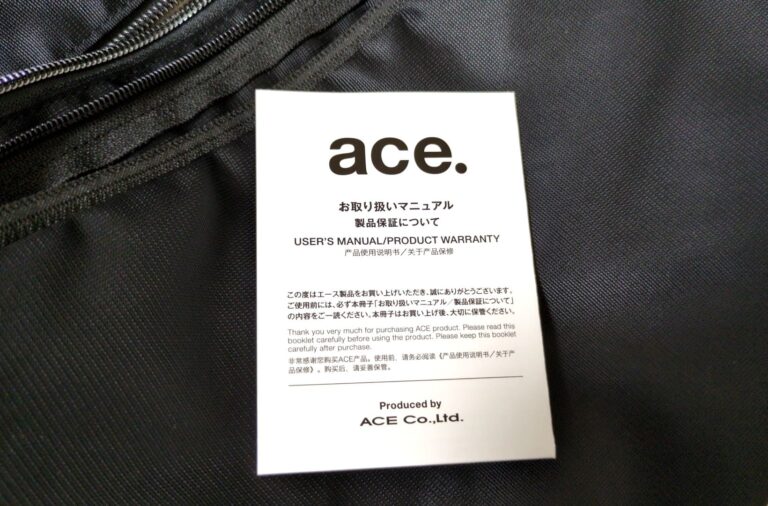 ace.
お取り扱いマニュアル
製品保証について
USER'S MANUAL/PRODUCT WARRANTY
产品使用说明书／关于产品保修
この度はエース製品をお買い上げいただき、誠にありがとうございます。
ご使用前には、必ず本冊子「お取り扱いマニュアル／製品保証について」
の内容をご一読ください。本冊子はお買い上げ後、大切に保管ください。
Thank you very much for purchasing ACE product. Please read this
booklet carefully before using the product. Please keep this booklet
carefully after purchase.
非常感谢您购买ACE产品。使用前，请务必阅读《产品使用说明书／关于产
品保修》。购买后，请妥善保管。
Produced by
ACE Co.,Ltd.